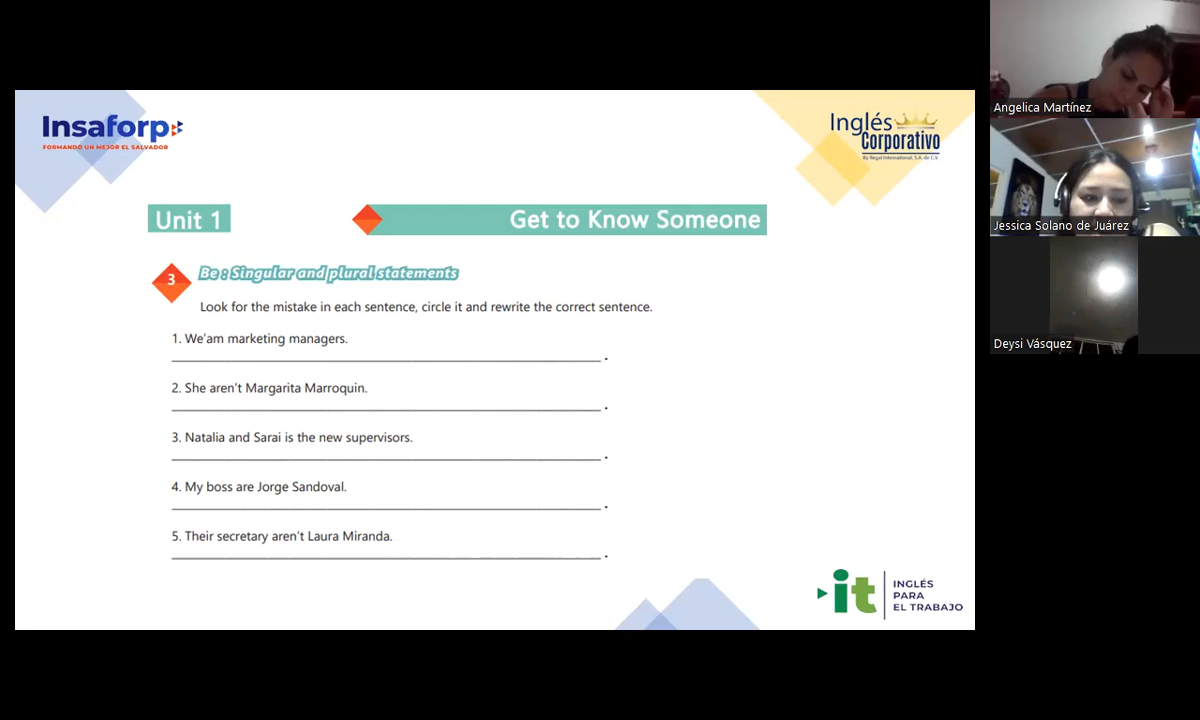 Insaforp
FORMANDO UN MEJOR EL SALVADOR
Inglés
Corporativo
By Regal International, S.A. de C.V.
Unit 1
Get to Know Someone
3
Be : Singular and plural statements
Look for the mistake in each sentence, circle it and rewrite the correct sentence.
1. We'am marketing managers.
.
2. She aren't Margarita Marroquin.
.
3. Natalia and Sarai is the new supervisors.
.
4. My boss are Jorge Sandoval.
.
5. Their secretary aren't Laura Miranda.
.
it
INGLÉS
PARA
EL TRABAJO
Angelica Martínez
Jessica Solano de Juárez
Deysi Vásquez